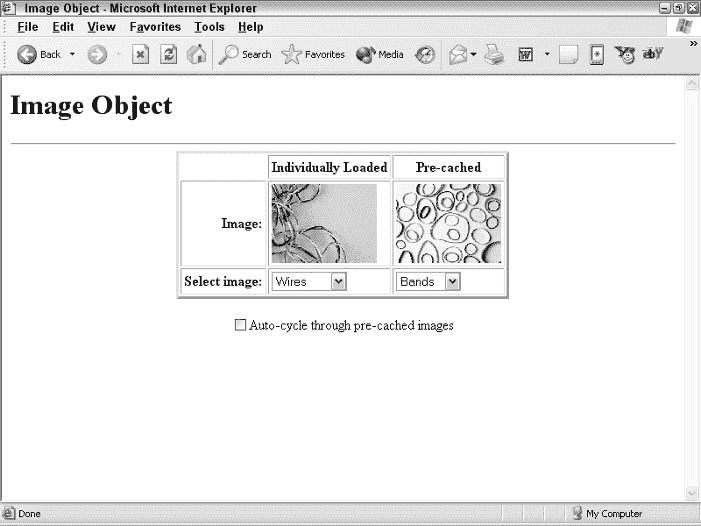 Image Object - Microsoft Internet Explorer
File Edit View Favorites Tools Help
Back Search Favorites Media W ebY »
Image Object
Individually Loaded Pre-cached
Image:
Select image: Wires Bands
Auto-cycle through pre-cached images
Done My Computer